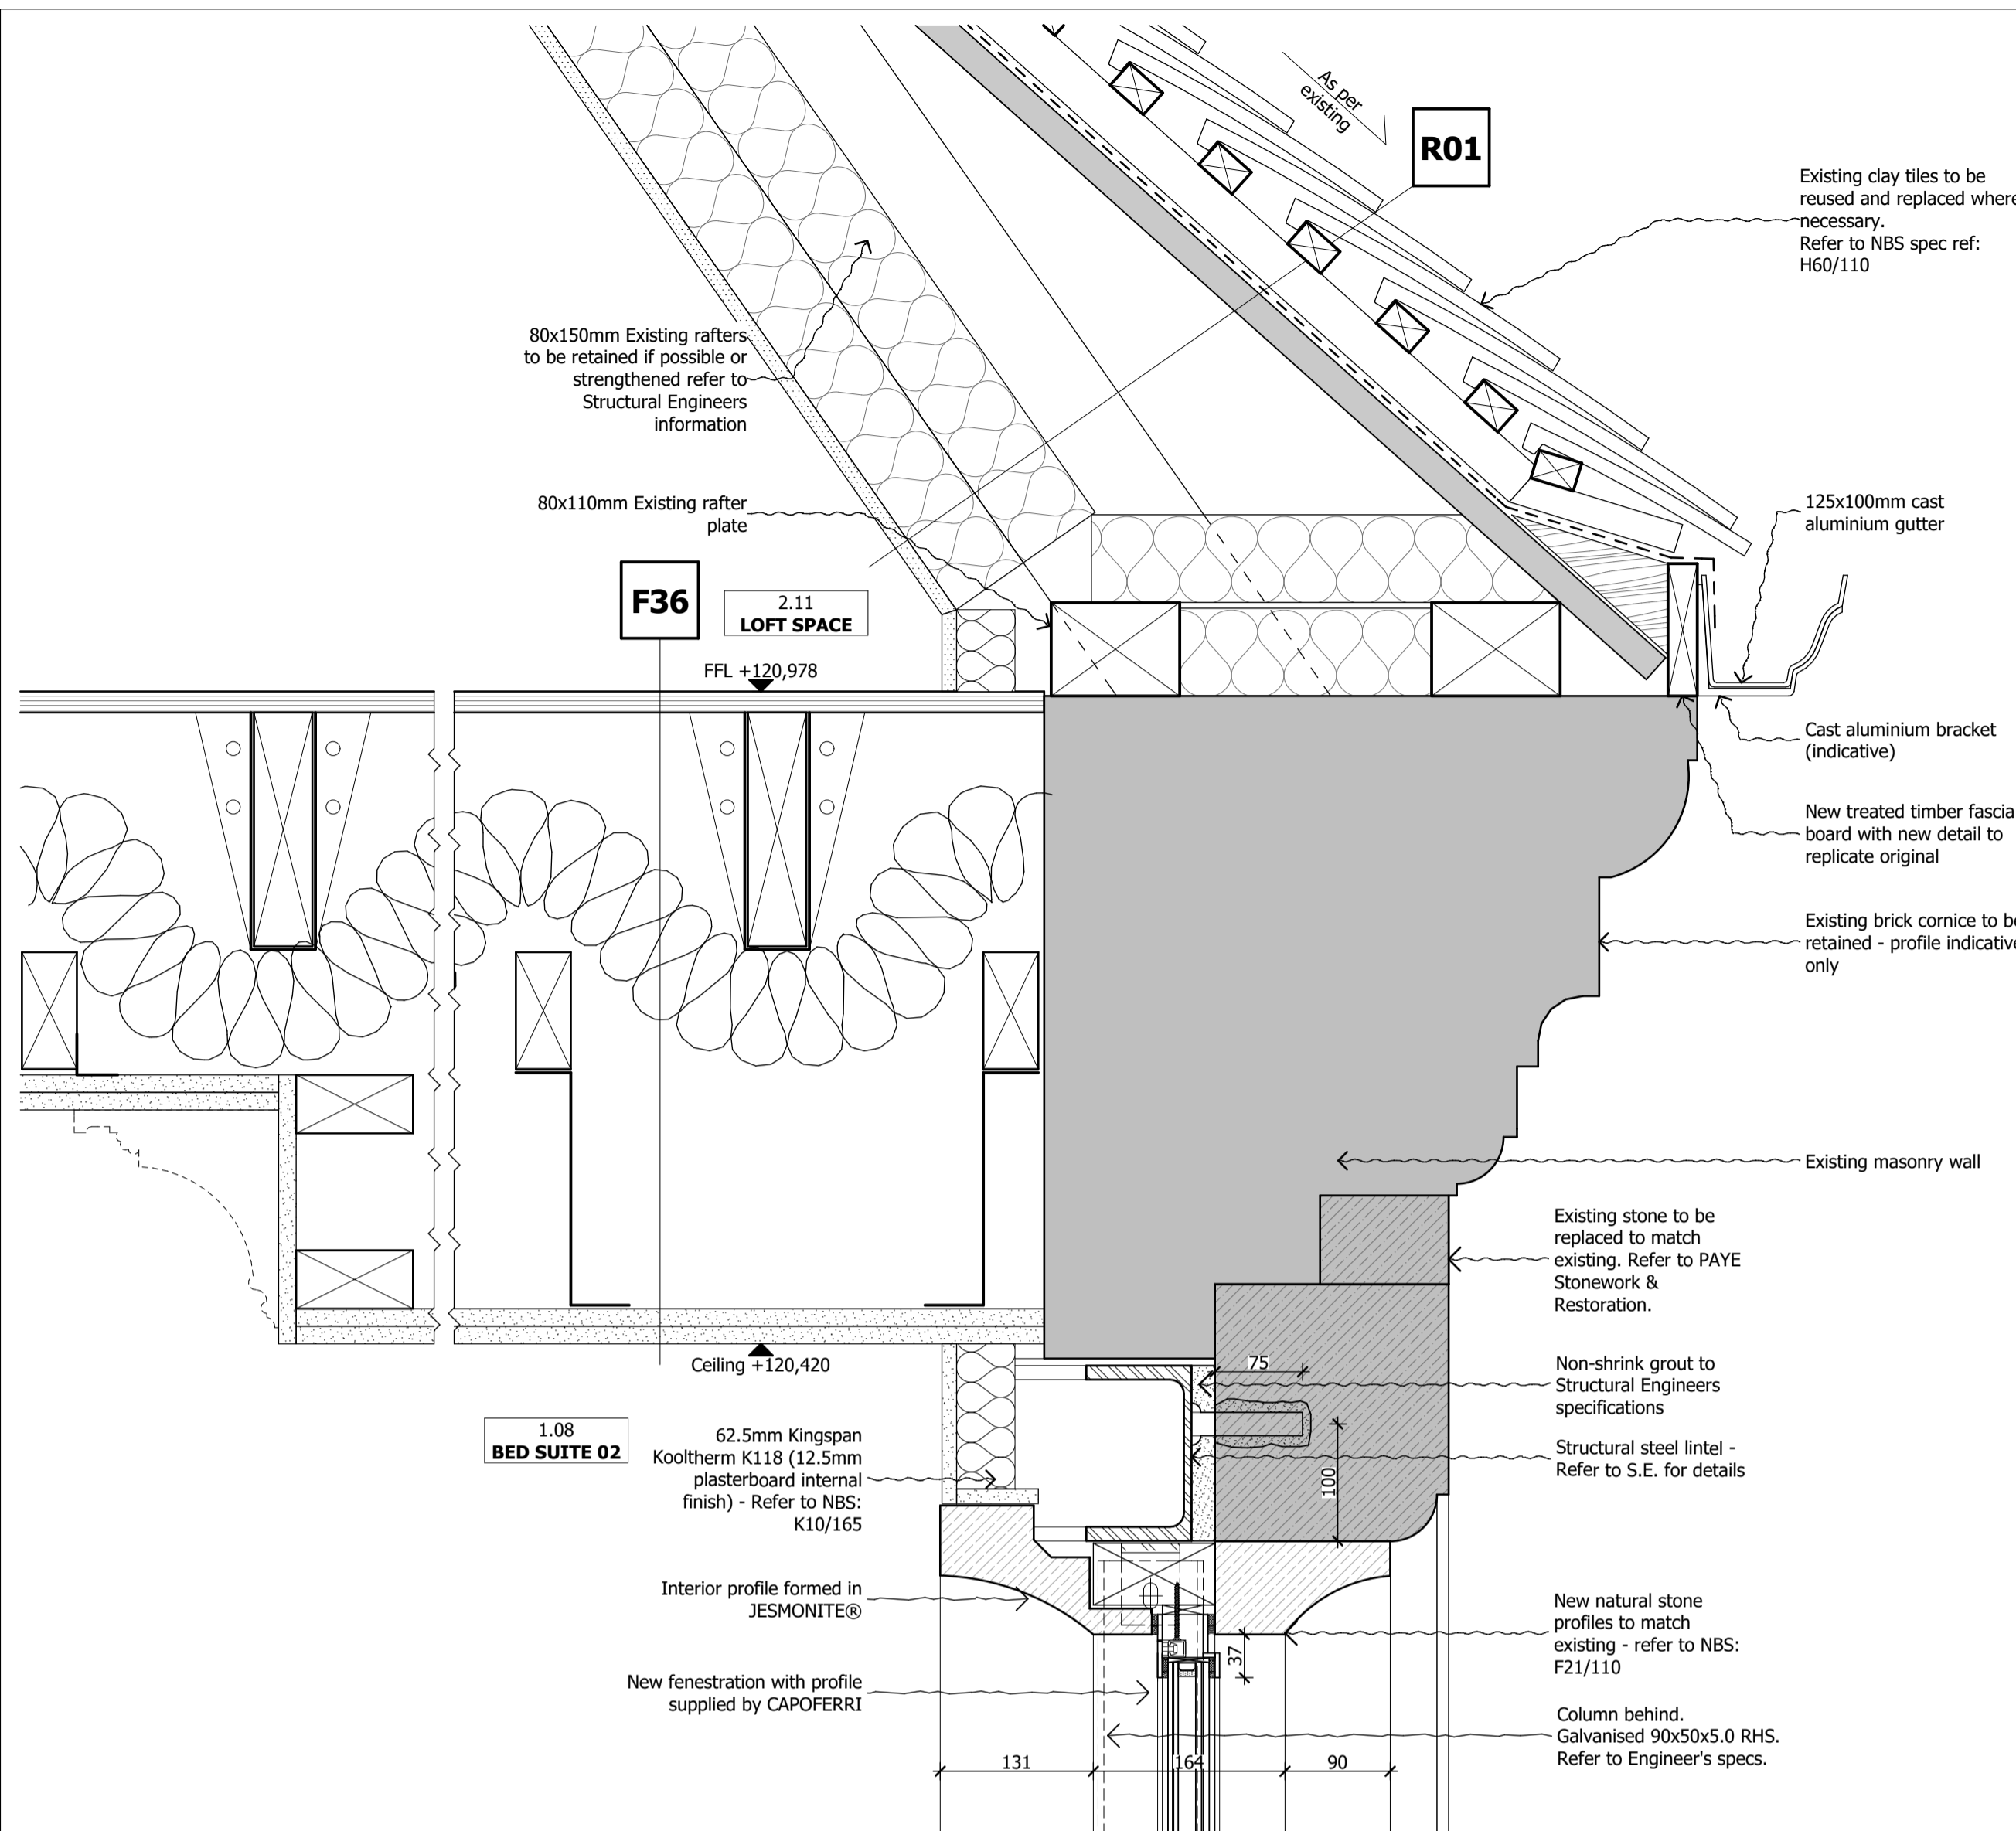 As per
existing
R01
Existing clay tiles to be
reused and replaced where
necessary.
Refer to NBS spec ref:
H60/110
80x150mm Existing rafters
to be retained if possible or
strengthened refer to
Structural Engineers
information
80x110mm Existing rafter
plate
125x100mm cast
aluminium gutter
F36
2.11
LOFT SPACE
FFL +120,978
Cast aluminium bracket
(indicative)
New treated timber fascia
board with new detail to
replicate original
Existing brick cornice to be
retained - profile indicative
only
Existing masonry wall
Existing stone to be
replaced to match
existing. Refer to PAYE
Stonework &
Restoration.
Ceiling +120,420
75
Non-shrink grout to
Structural Engineers
specifications
1.08
BED SUITE 02
62.5mm Kingspan
Kooltherm K118 (12.5mm
plasterboard internal
finish) - Refer to NBS:
K10/165
Structural steel lintel -
Refer to S.E. for details
100
Interior profile formed in
JESMONITE®
New natural stone
profiles to match
existing - refer to NBS:
F21/110
37
New fenestration with profile
supplied by CAPOFERRI
Column behind.
Galvanised 90x50x5.0 RHS.
Refer to Engineer's specs.
131
164
90